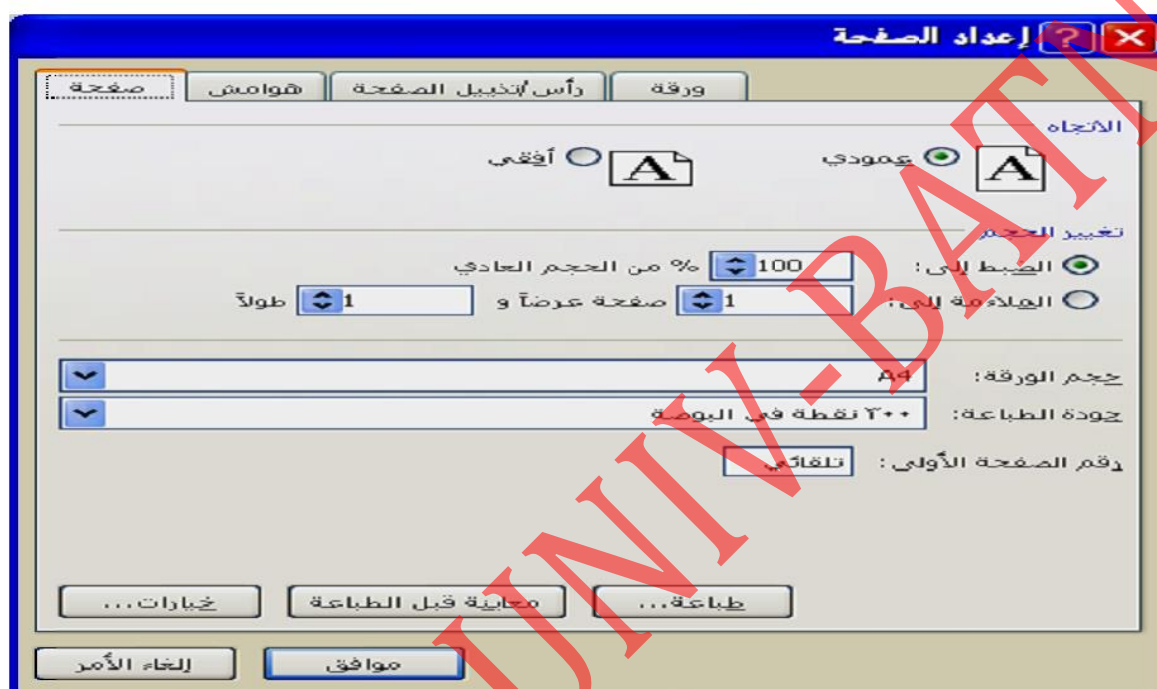 إعداد الصفحة
صفحة هوامش رأس/تذييل الصفحة ورقة
الاتجاه
A عمودي A أفقي
تغيير الحجم
الضبط إلى: 100 % من الحجم العادي
الملاءمة إلى: 1 صفحة عرضاً و 1 طولاً
حجم الورقة: A4
جودة الطباعة: ٢٠٠ نقطة في البوصة
رقم الصفحة الأولى: تلقائي
طباعة... معاينة قبل الطباعة خيارات...
موافق إلغاء الأمر
UNIV-BATN